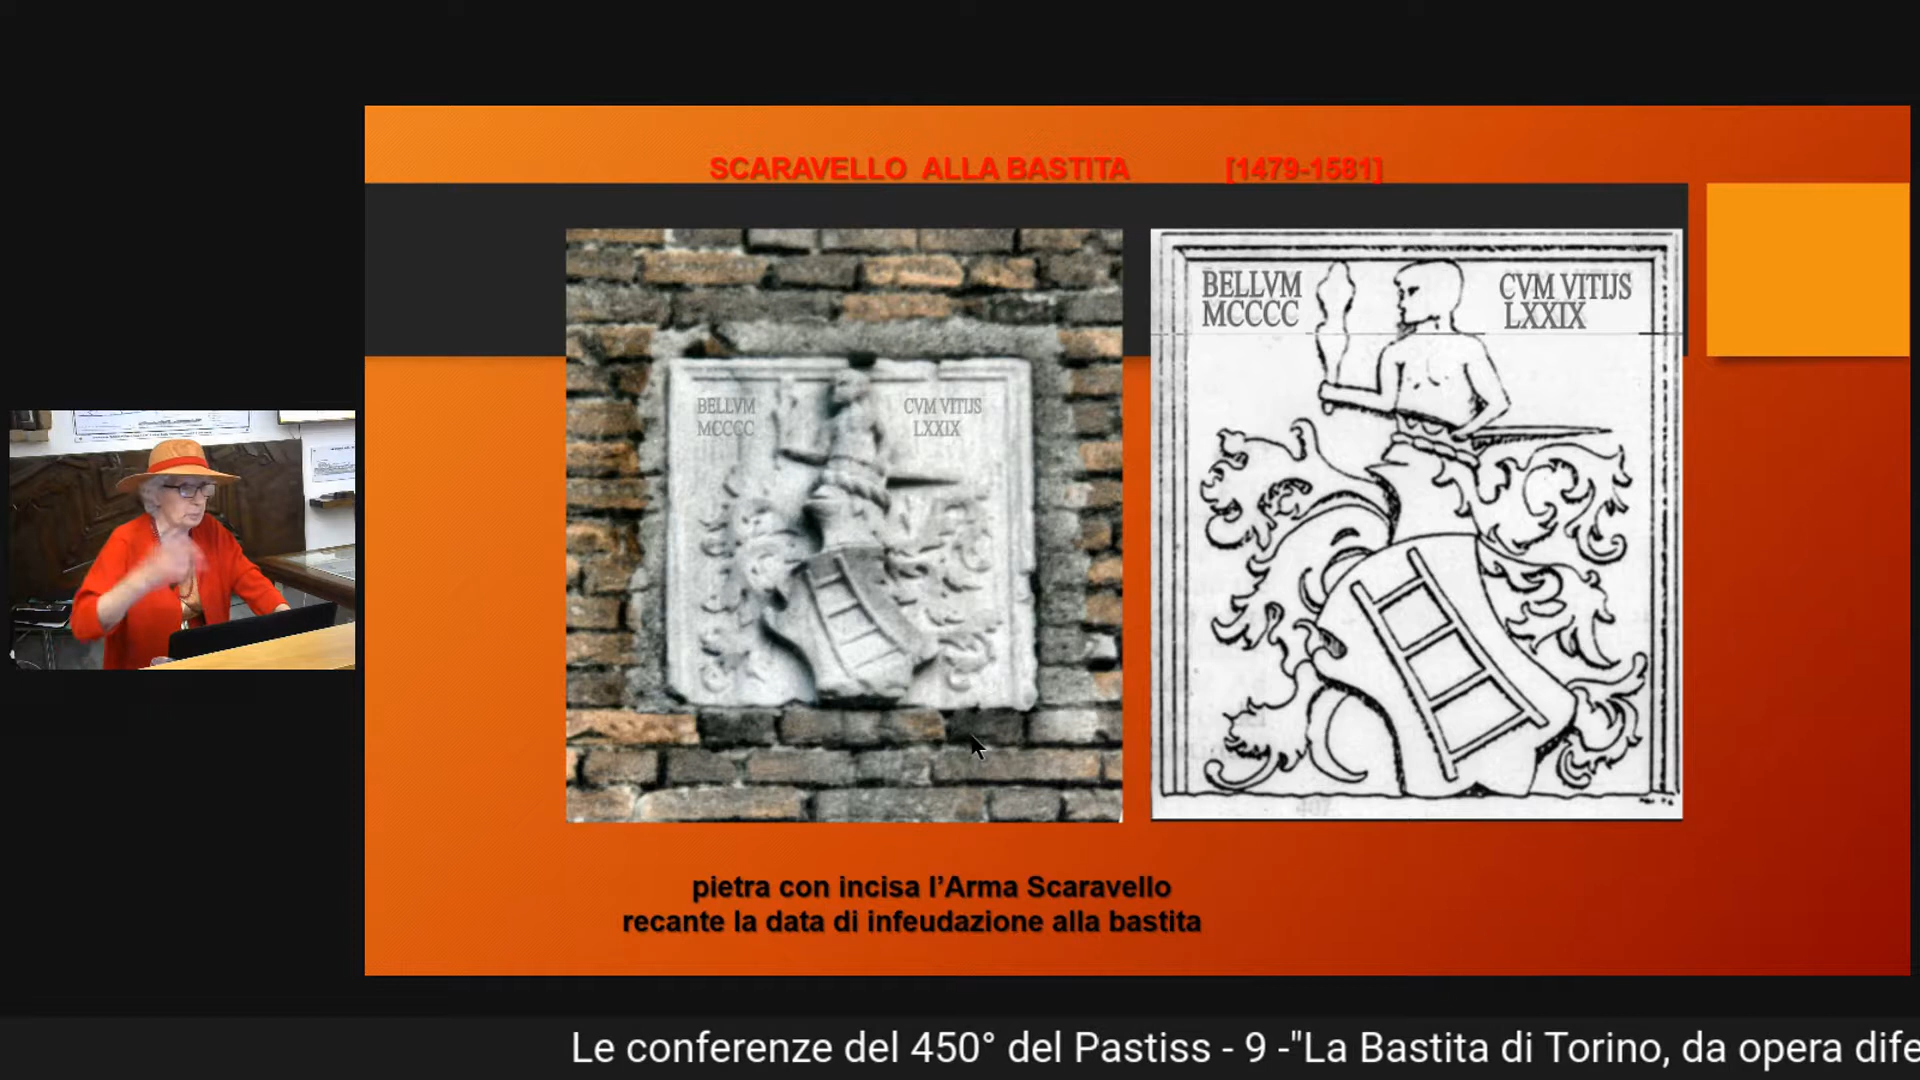 SCARAVELLO ALLA BASTITA [1479-1581]
BELLVM CVM VITIJS
MCCCC LXXIX
BELLVM CVM VITIJS
MCCCC LXXIX
pietra con incisa l’Arma Scaravello
recante la data di infeudazione alla bastita
Le conferenze del 450° del Pastiss - 9 -"La Bastita di Torino, da opera dife